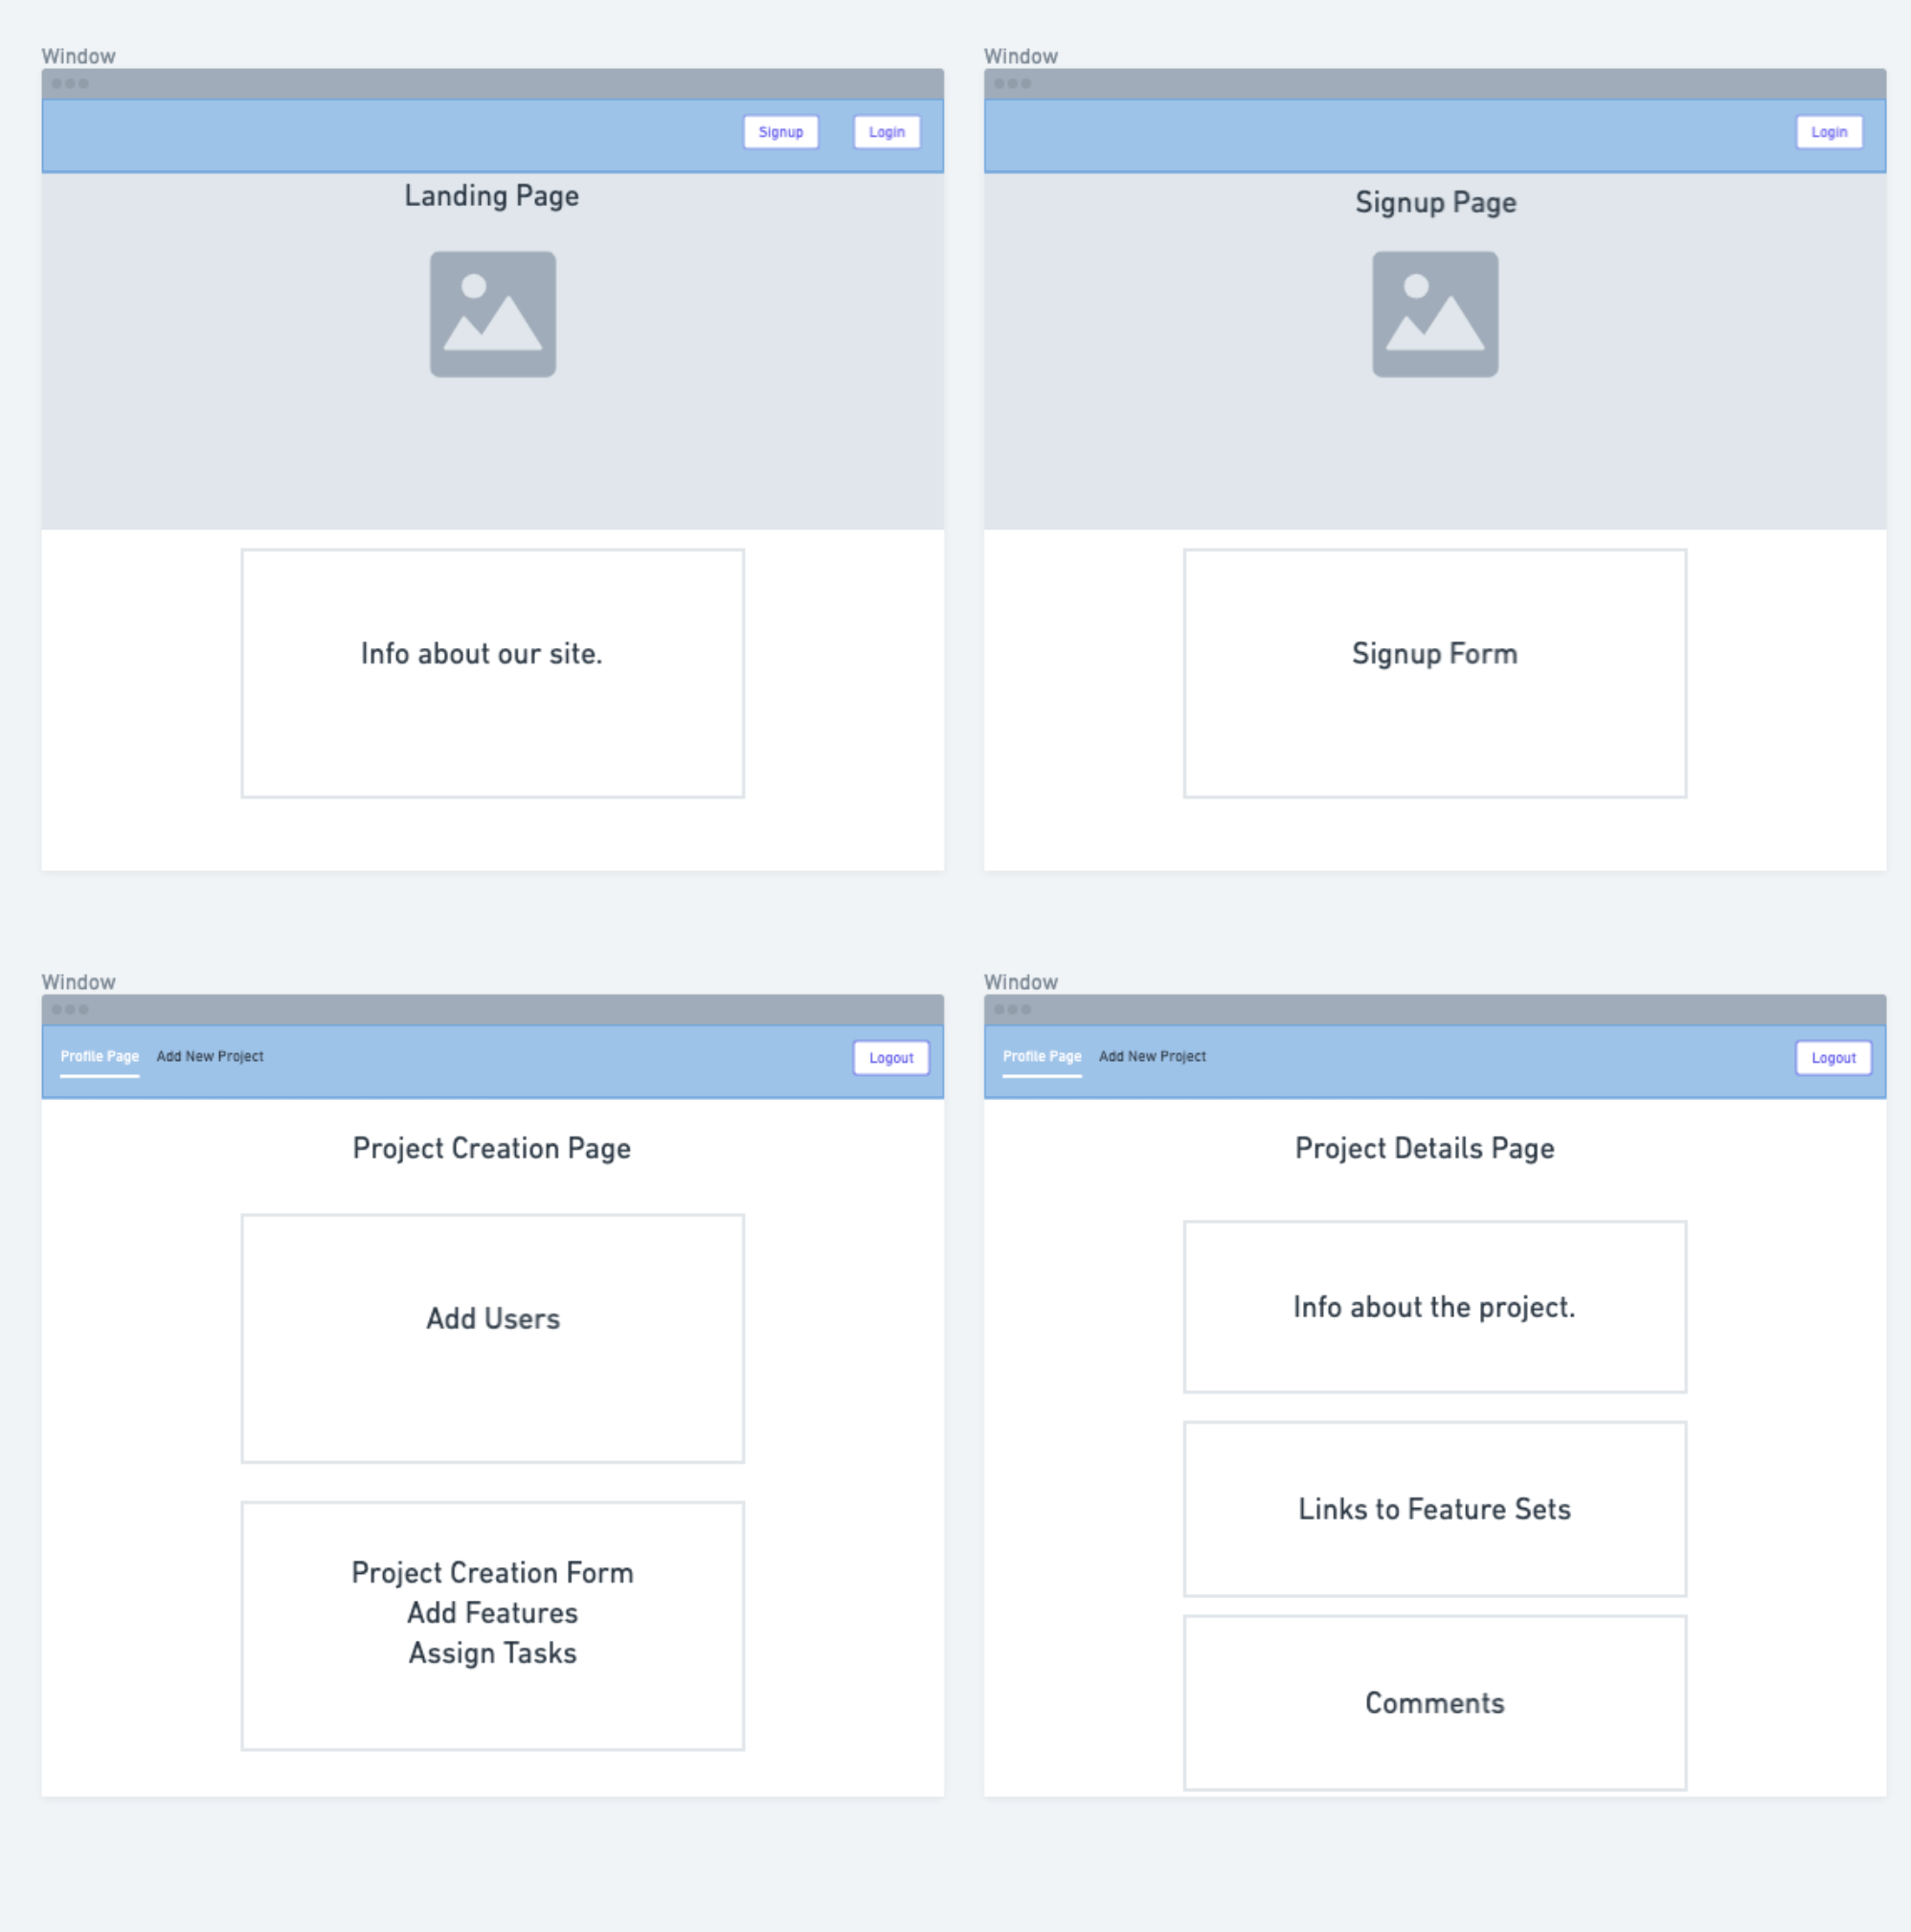 Window
Signup Login
Landing Page
Info about our site.
Window
Login
Signup Page
Signup Form
Window
Profile Page Add New Project Logout
Project Creation Page
Add Users
Project Creation Form
Add Features
Assign Tasks
Window
Profile Page Add New Project Logout
Project Details Page
Info about the project.
Links to Feature Sets
Comments